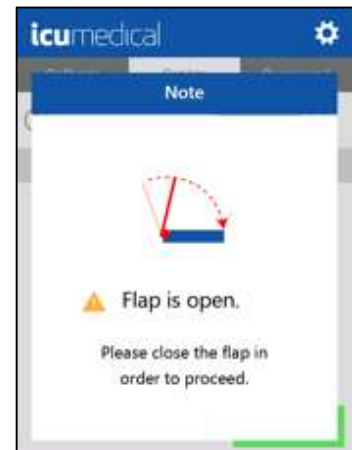 icumedical
Note
Flap is open.
Please close the flap in
order to proceed.